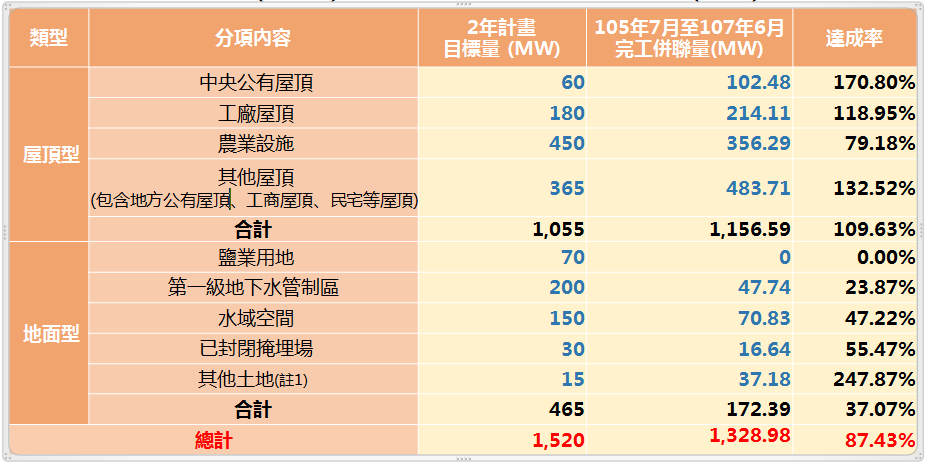 類型 分項內容 2年計畫目標量 (MW) 105年7月至107年6月完工併聯量(MW) 達成率
屋頂型
中央公有屋頂 60 102.48 170.80%
工廠屋頂 180 214.11 118.95%
農業設施 450 356.29 79.18%
其他屋頂
(包含地方公有屋頂、工商屋頂、民宅等屋頂) 365 483.71 132.52%
合計 1,055 1,156.59 109.63%
地面型
鹽業用地 70 0 0.00%
第一級地下水管制區 200 47.74 23.87%
水域空間 150 70.83 47.22%
已封閉掩埋場 30 16.64 55.47%
其他土地(註1) 15 37.18 247.87%
合計 465 172.39 37.07%
總計 1,520 1,328.98 87.43%